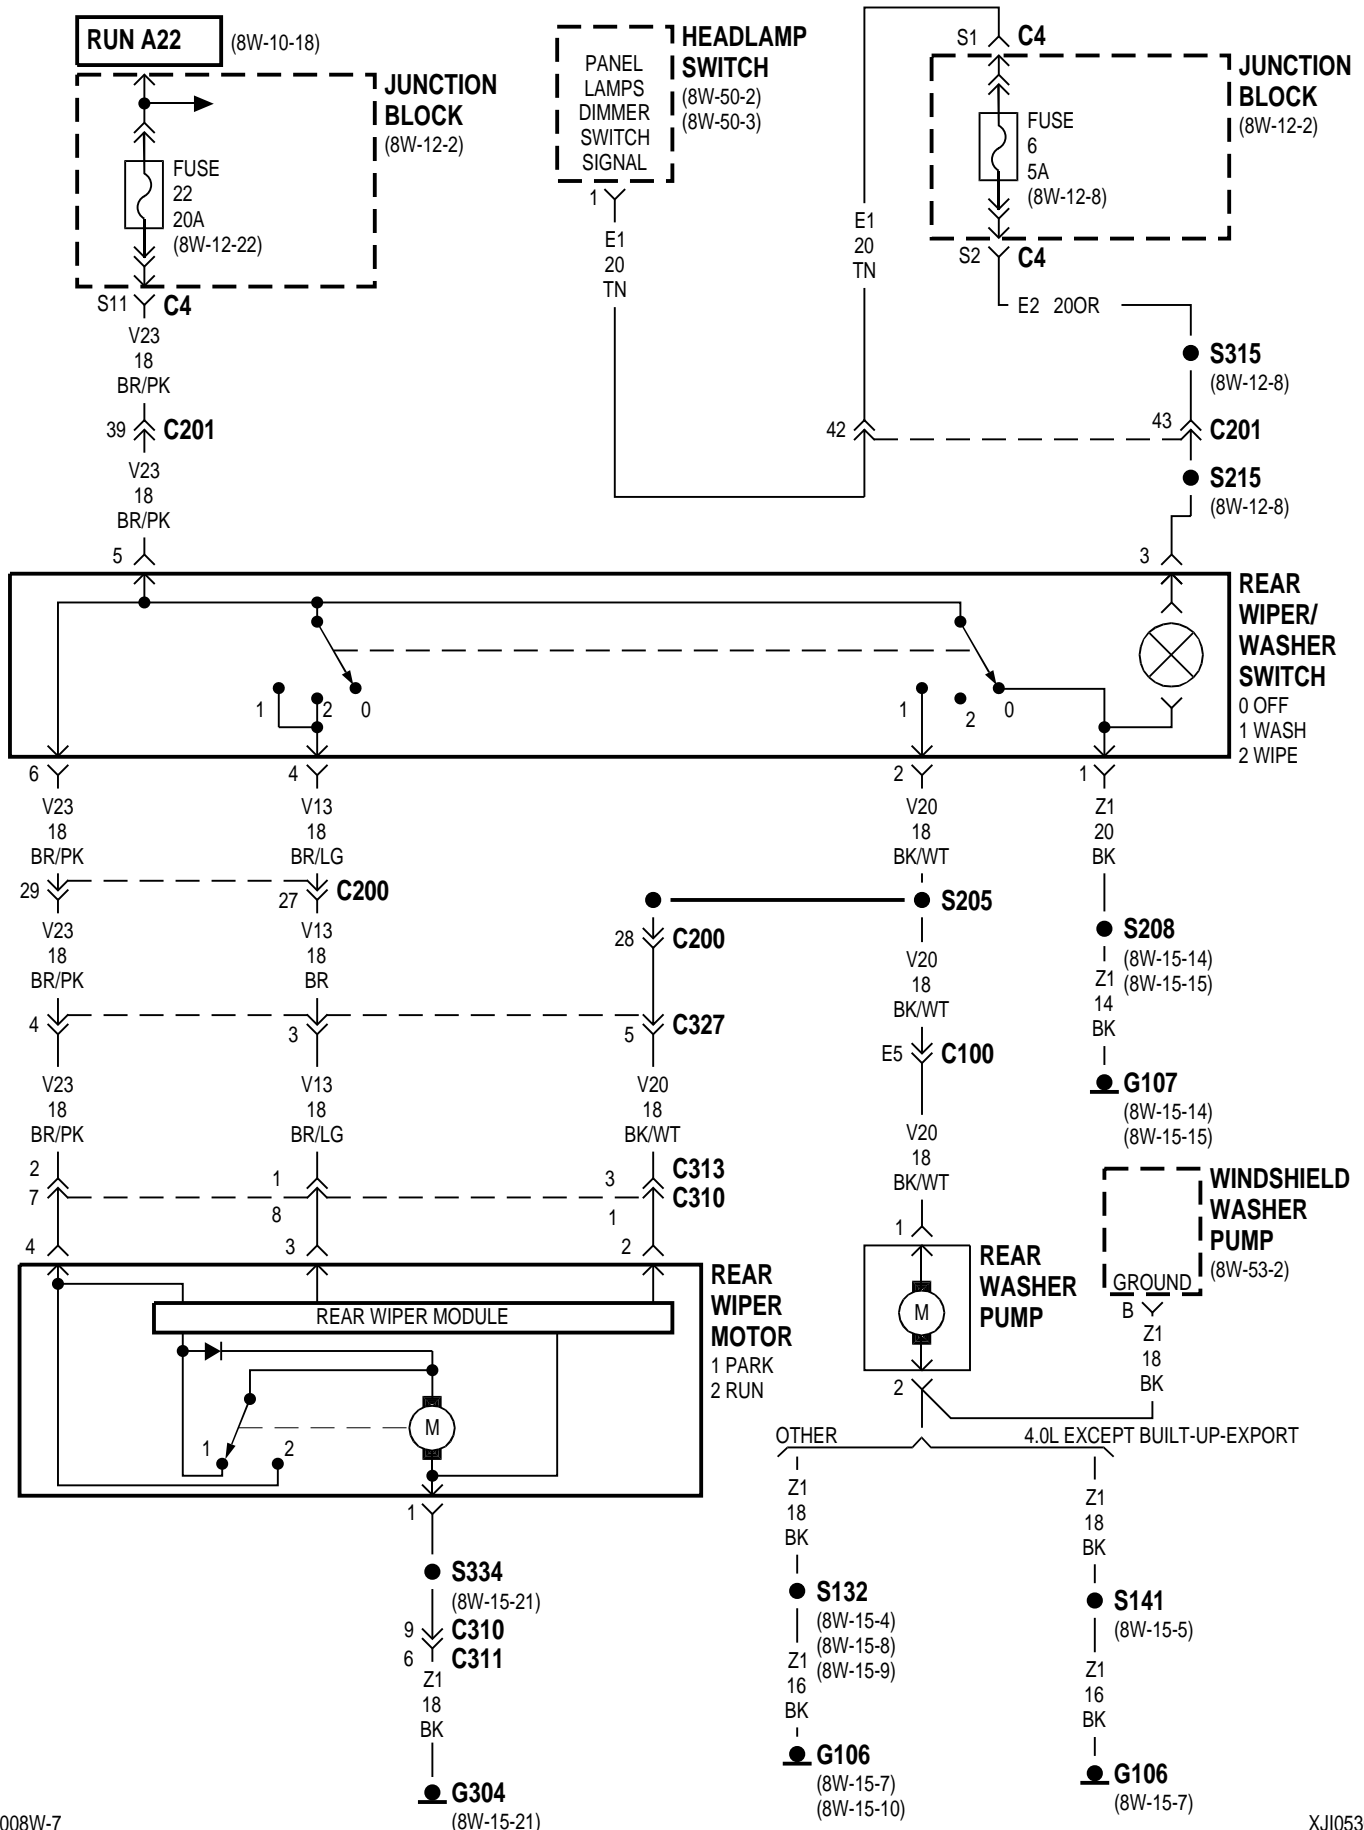 RUN A22 (8W-10-18)
JUNCTION
BLOCK
(8W-12-2)
FUSE
22
20A
(8W-12-22)
S11 C4
V23
18
BR/PK
39 C201
V23
18
BR/PK
5
HEADLAMP
SWITCH
(8W-50-2)
(8W-50-3)
PANEL
LAMPS
DIMMER
SWITCH
SIGNAL
1
E1
20
TN
E1
20
TN
S1 C4
JUNCTION
BLOCK
(8W-12-2)
FUSE
6
5A
(8W-12-8)
S2 C4
E2 20OR
S315
(8W-12-8)
42
43 C201
S215
(8W-12-8)
3
REAR
WIPER/
WASHER
SWITCH
0 OFF
1 WASH
2 WIPE
1 2 0
1 2 0
6 4 2 1
V23
18
BR/PK
V13
18
BR/LG
V20
18
BK/WT
Z1
20
BK
29 27 C200
S205
V23
18
BR/PK
V13
18
BR
28 C200
V20
18
BK/WT
S208
(8W-15-14)
(8W-15-15)
Z1
14
BK
4 3 5 C327
E5 C100
G107
(8W-15-14)
(8W-15-15)
V23
18
BR/PK
V13
18
BR/LG
V20
18
BK/WT
V20
18
BK/WT
2 1 3 C313
7 8 1 C310
4 3 2
1
REAR
WIPER
MOTOR
1 PARK
2 RUN
REAR WIPER MODULE
M
1 2
1
REAR
WASHER
PUMP
M
2
WINDSHIELD
WASHER
PUMP
(8W-53-2)
GROUND
B
Z1
18
BK
OTHER
4.0L EXCEPT BUILT-UP-EXPORT
Z1
18
BK
Z1
18
BK
S334
(8W-15-21)
9 C310
6 C311
Z1
18
BK
G304
(8W-15-21)
S132
(8W-15-4)
(8W-15-8)
(8W-15-9)
Z1
16
BK
G106
(8W-15-7)
(8W-15-10)
S141
(8W-15-5)
Z1
16
BK
G106
(8W-15-7)
008W-7
XJI053